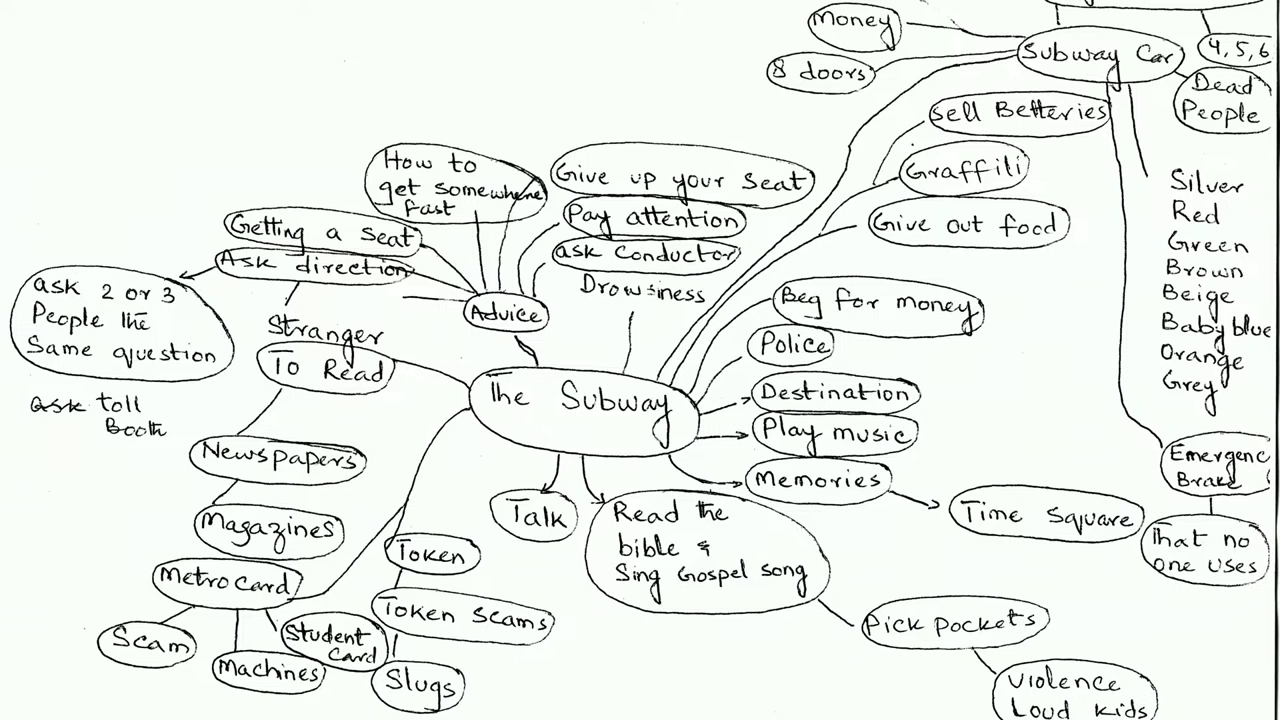 Money
Subway Car
4, 5, 6
8 doors
Dead
People
Sell Betteries
How to
get somewhere
fast
Give up your seat
Graffili
Silver
Red
Green
Brown
Beige
Baby blue
Orange
Grey
Getting a Seat
Pay attention
Give out food
Ask direction
ask conductor
Drowsiness
ask 2 or 3
People the
Same question
Advice
Beg for money
Stranger
To Read
Police
ask toll
Booth
The Subway
Destination
Play music
Newspapers
Memories
Emergenc
Brake
Talk
Read the
bible &
Sing Gospel song
Time Square
That no
one uses
Magazines
Token
Metrocard
Token Scams
Pick pockets
Scam
Student
Card
Machines
Slugs
Violence
Loud kids